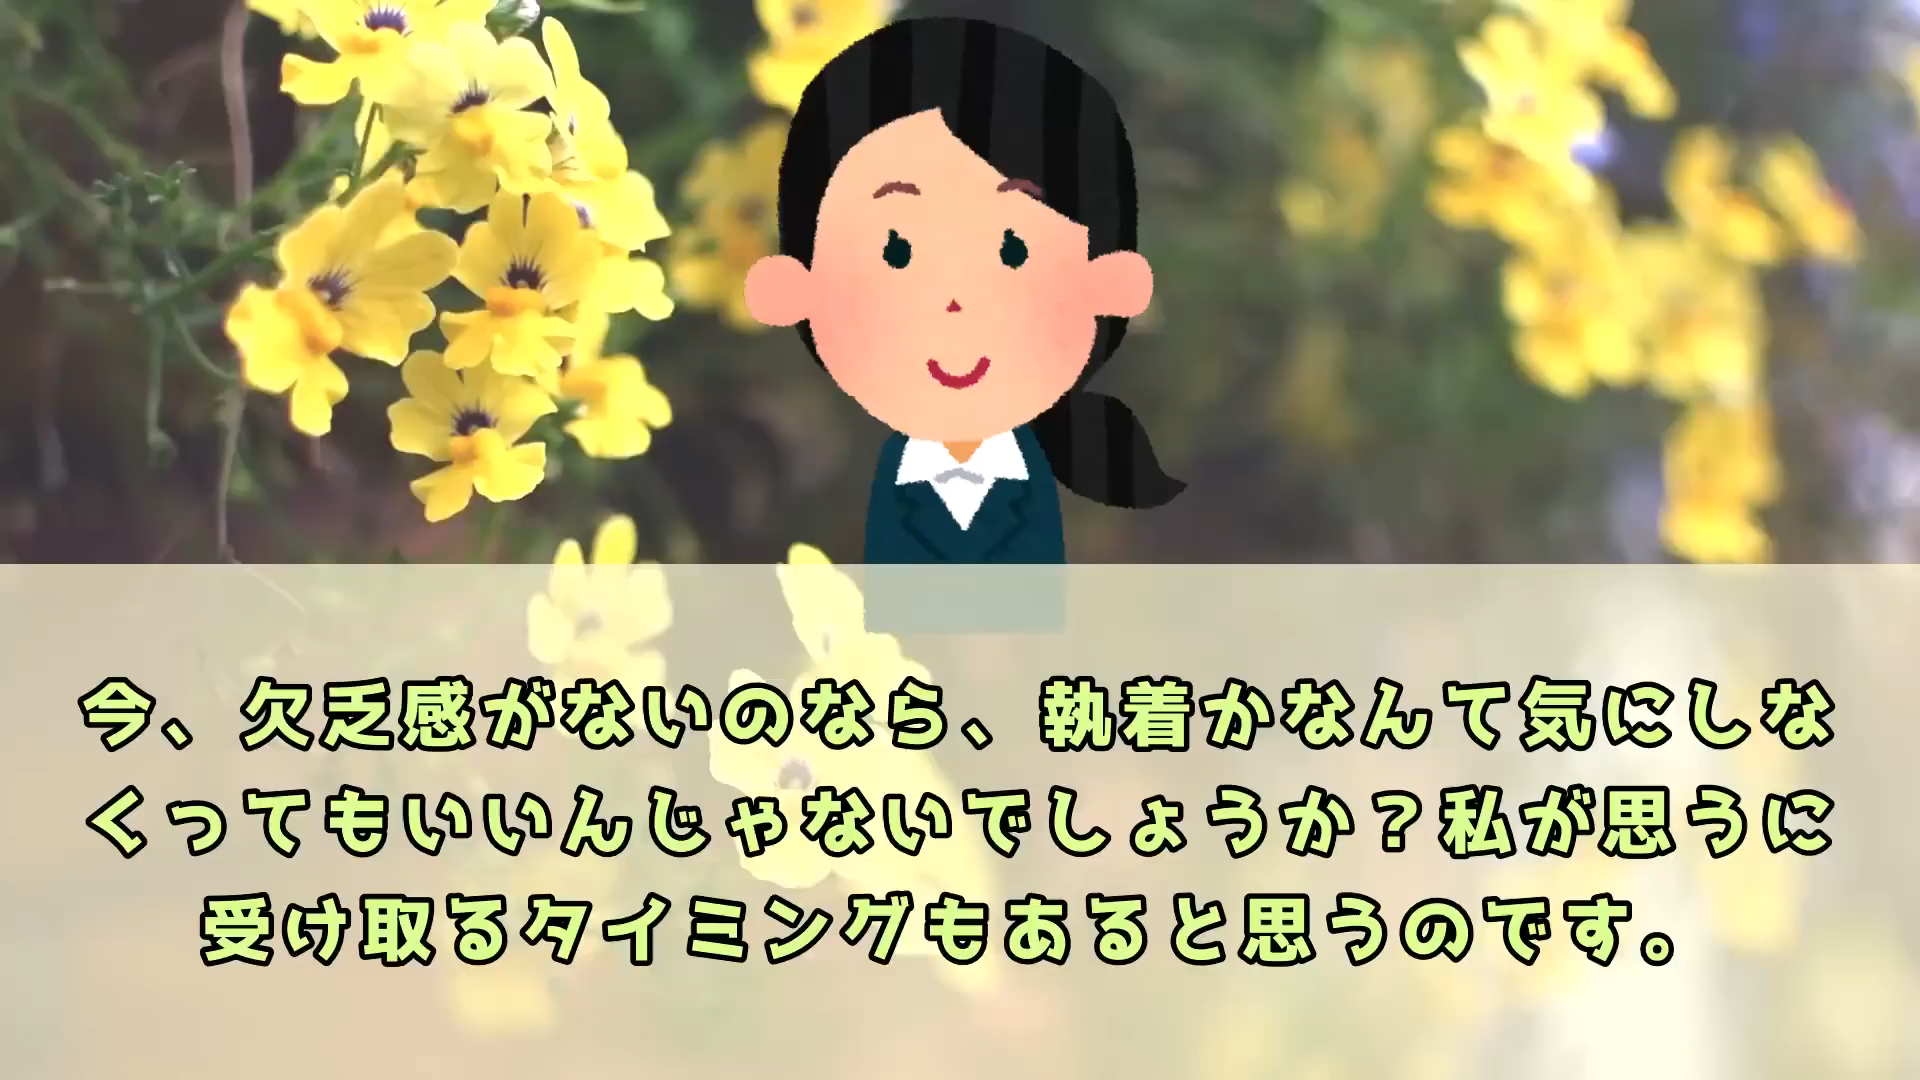 今、欠乏感がないのなら、執着かなんて気にしな
くってもいいんじゃないでしょうか？私が思うに
受け取るタイミングもあると思うのです。